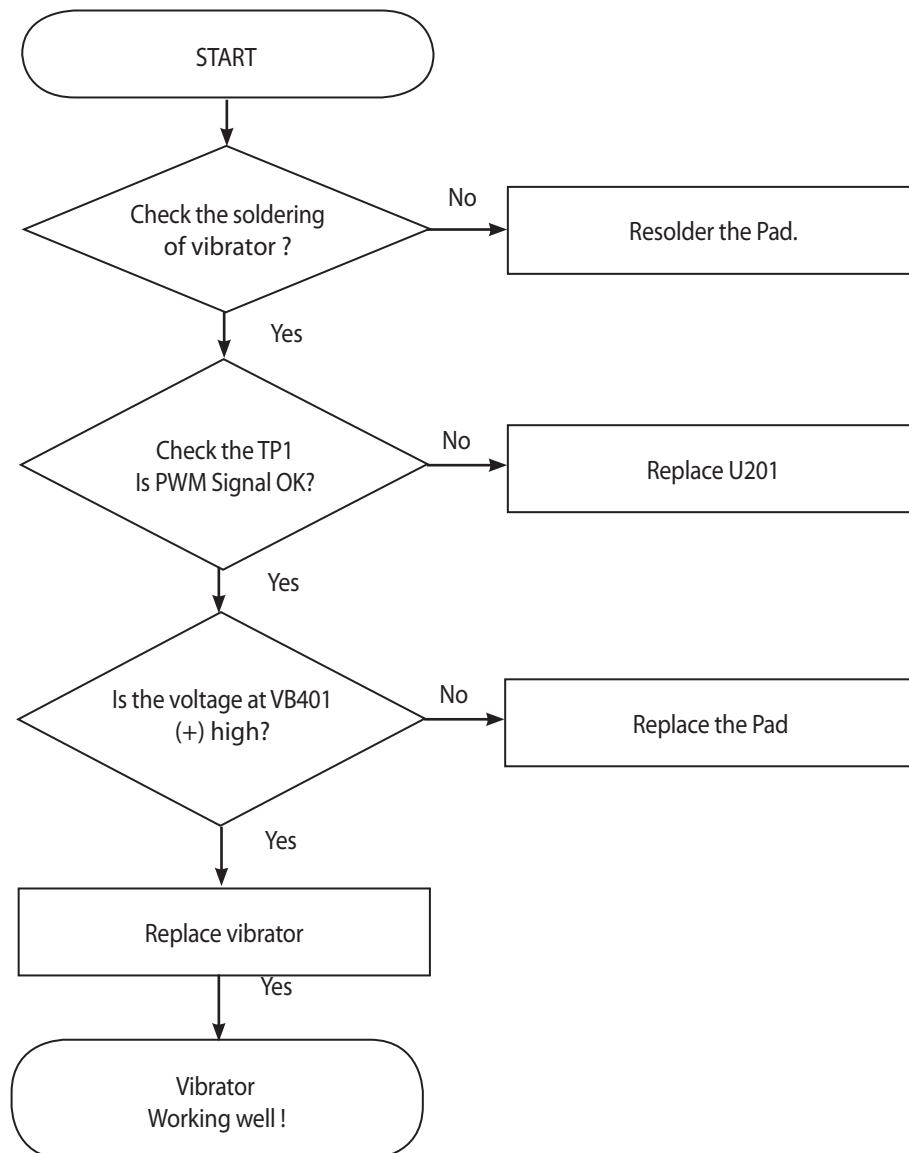 START
Check the soldering
of vibrator ?
No
Resolder the Pad.
Yes
Check the TP1
Is PWM Signal OK?
No
Replace U201
Yes
Is the voltage at VB401
(+) high?
No
Replace the Pad
Yes
Replace vibrator
Yes
Vibrator
Working well !